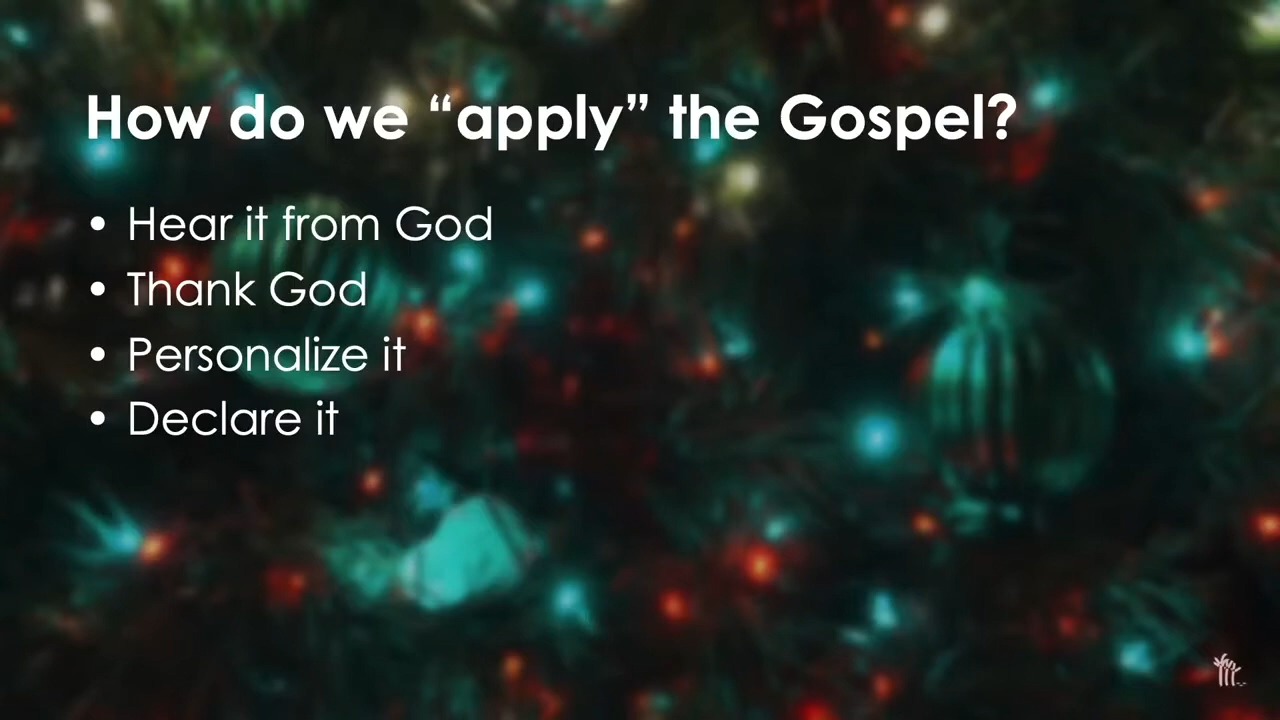 How do we “apply” the Gospel?
• Hear it from God
• Thank God
• Personalize it
• Declare it